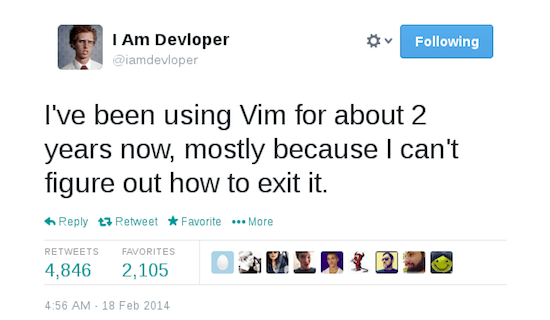 I Am Devloper
@iamdevloper
Following
I've been using Vim for about 2
years now, mostly because I can't
figure out how to exit it.
Reply Retweet Favorite More
RETWEETS FAVORITES
4,846 2,105
4:56 AM - 18 Feb 2014